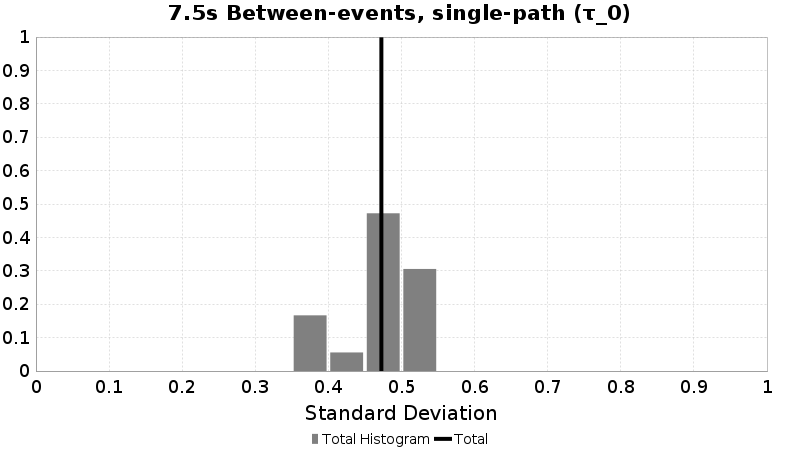 7.5s Between-events, single-path (τ_0)
1
0.9
0.8
0.7
0.6
0.5
0.4
0.3
0.2
0.1
0
0 0.1 0.2 0.3 0.4 0.5 0.6 0.7 0.8 0.9 1
Standard Deviation
Total Histogram Total